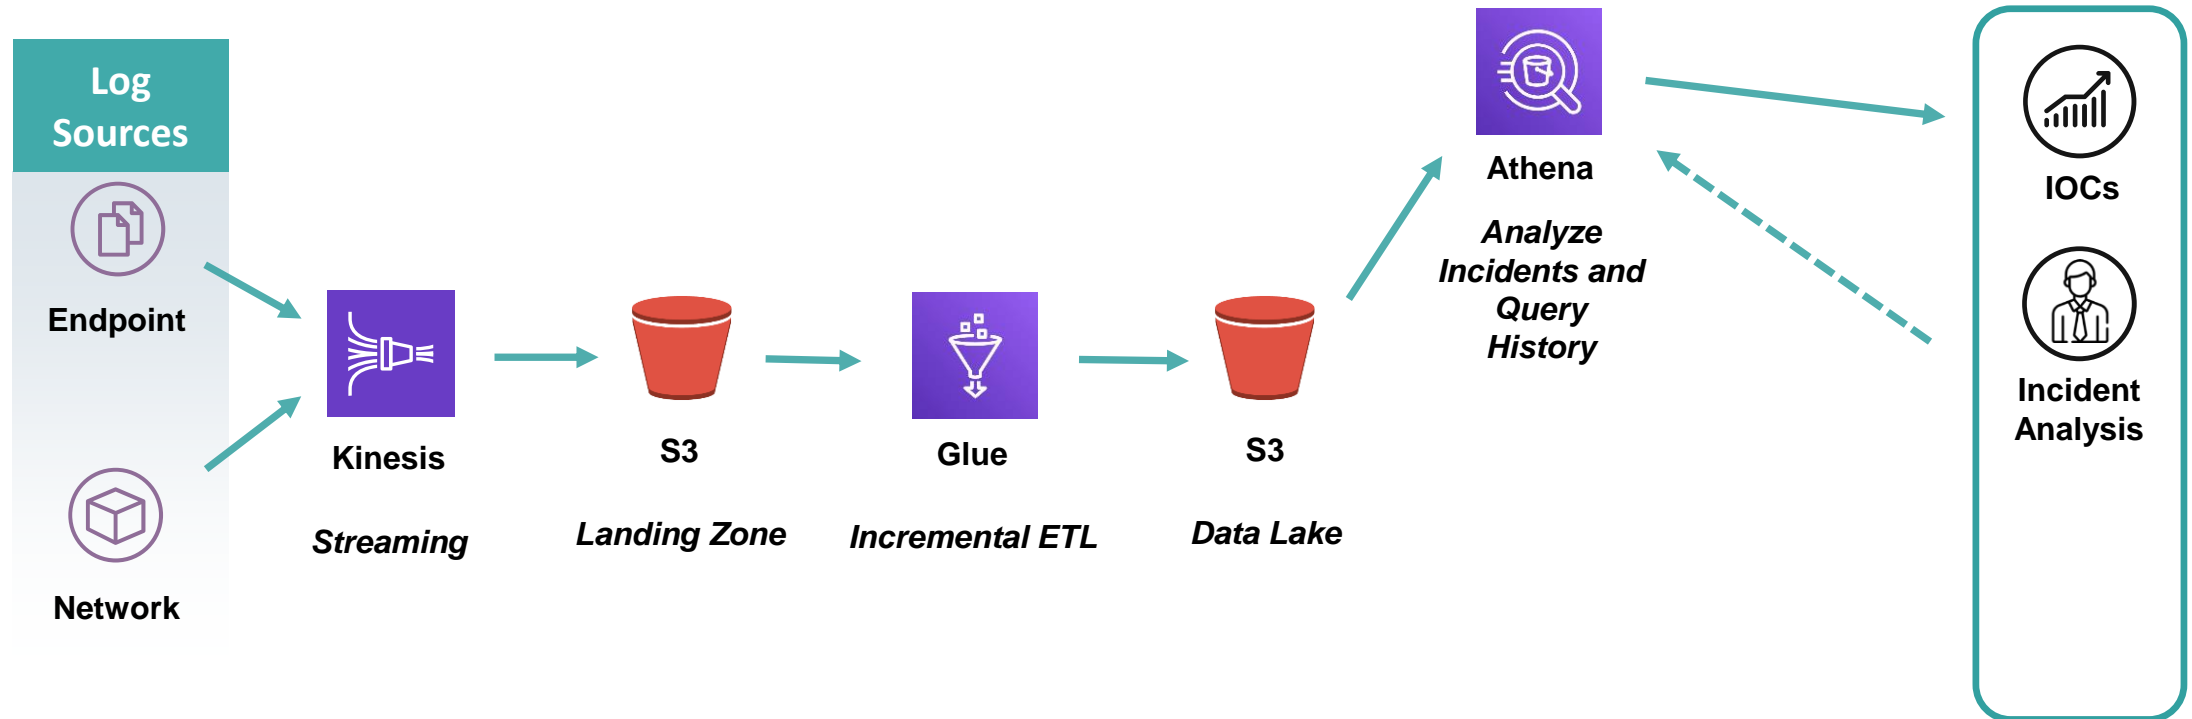 Log
Sources
Endpoint
Network
Kinesis
Streaming
S3
Landing Zone
Glue
Incremental ETL
S3
Data Lake
Athena
Analyze
Incidents and
Query
History
IOCs
Incident
Analysis